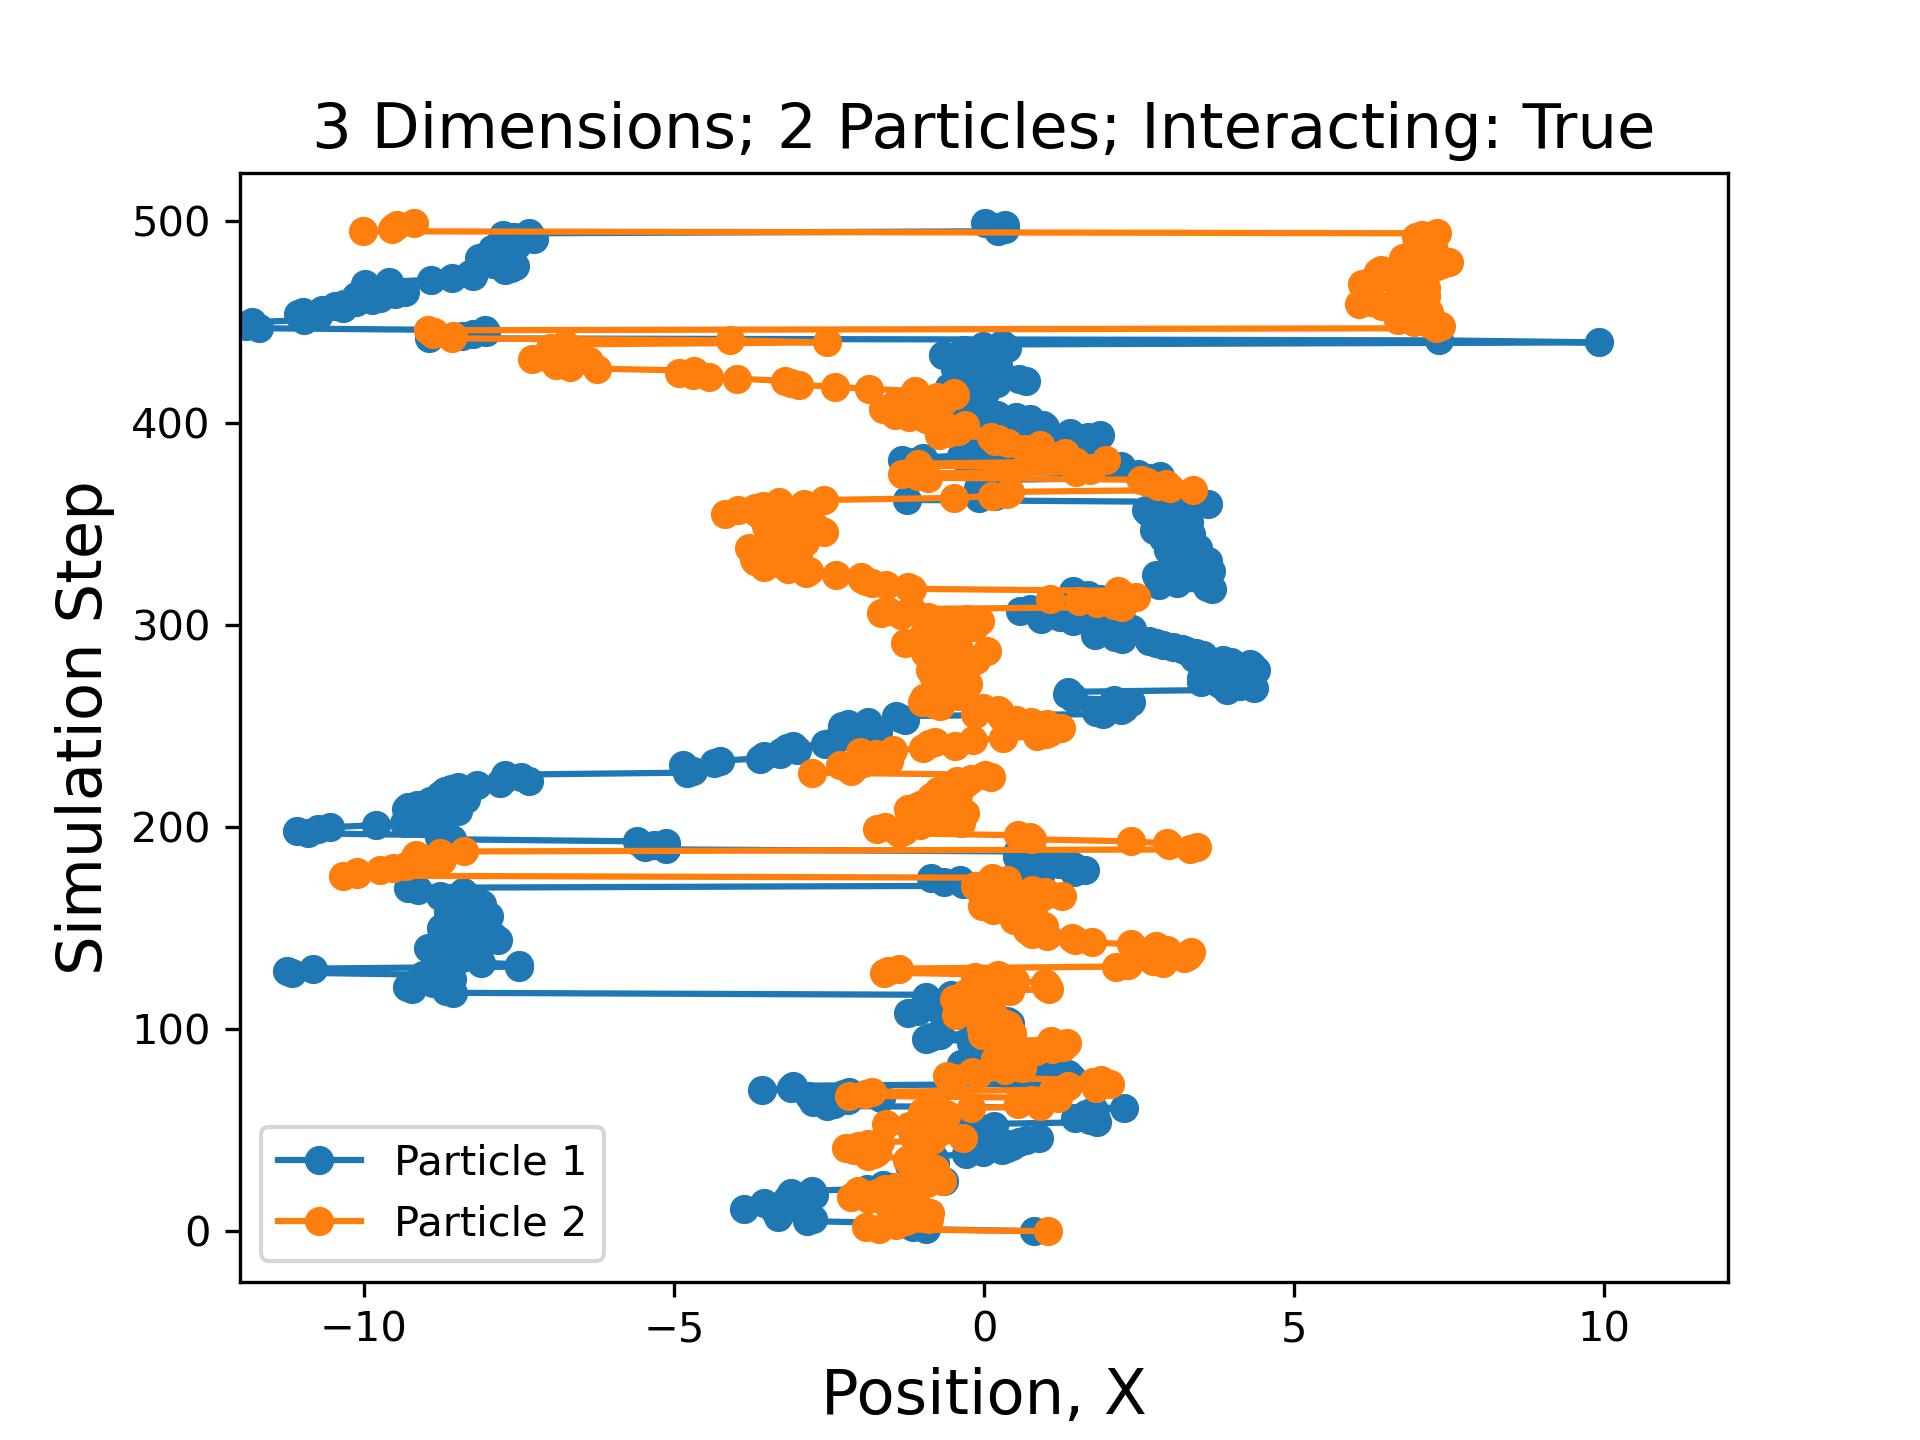 3 Dimensions; 2 Particles; Interacting: True
500
400
300
200
100
0
Simulation Step
Particle 1
Particle 2
−10
−5
0
5
10
Position, X